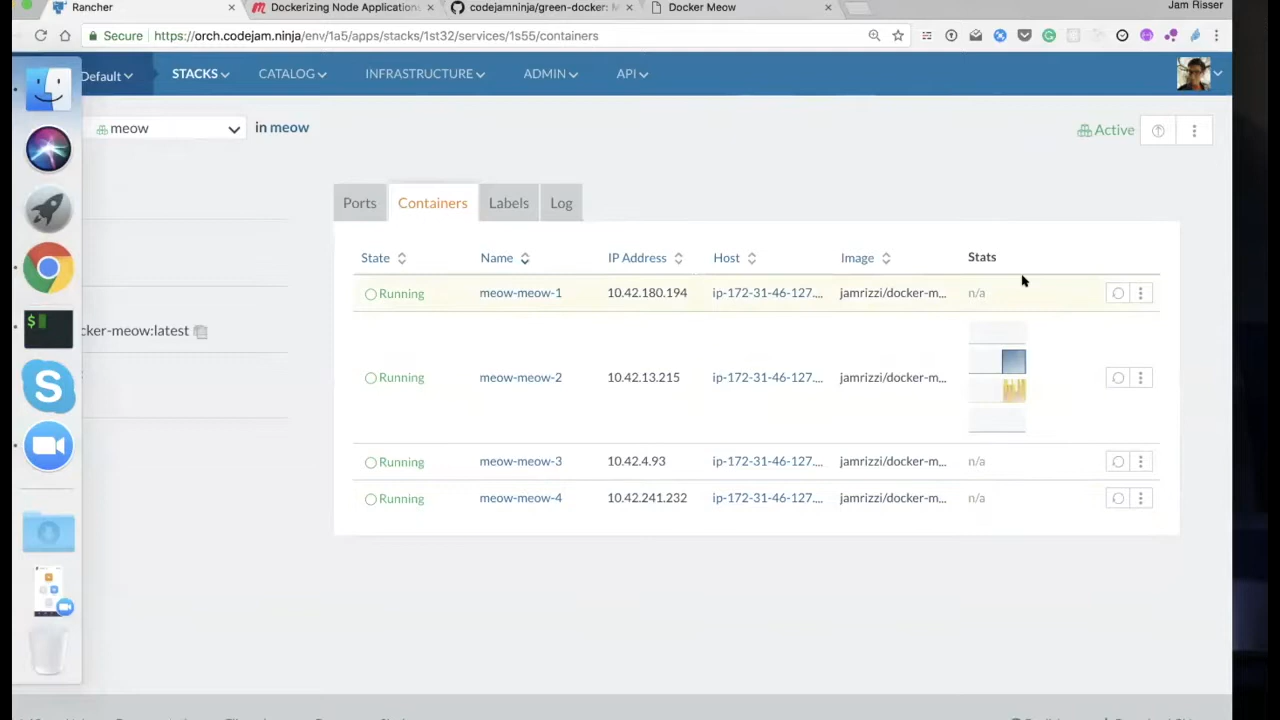 Rancher
Dockerizing Node Application
codejamninja/green-docker: M
Docker Meow
Jam Risser
Secure
https://orch.codejam.ninja/env/1a5/apps/stacks/1st32/services/1s55/containers
Default STACKS CATALOG INFRASTRUCTURE ADMIN API
meow in meow Active
Ports Containers Labels Log
State Name IP Address Host Image Stats
Running meow-meow-1 10.42.180.194 ip-172-31-46-127.... jamrizzi/docker-m... n/a
cker-meow:latest
Running meow-meow-2 10.42.13.215 ip-172-31-46-127.... jamrizzi/docker-m...
Running meow-meow-3 10.42.4.93 ip-172-31-46-127.... jamrizzi/docker-m... n/a
Running meow-meow-4 10.42.241.232 ip-172-31-46-127.... jamrizzi/docker-m... n/a